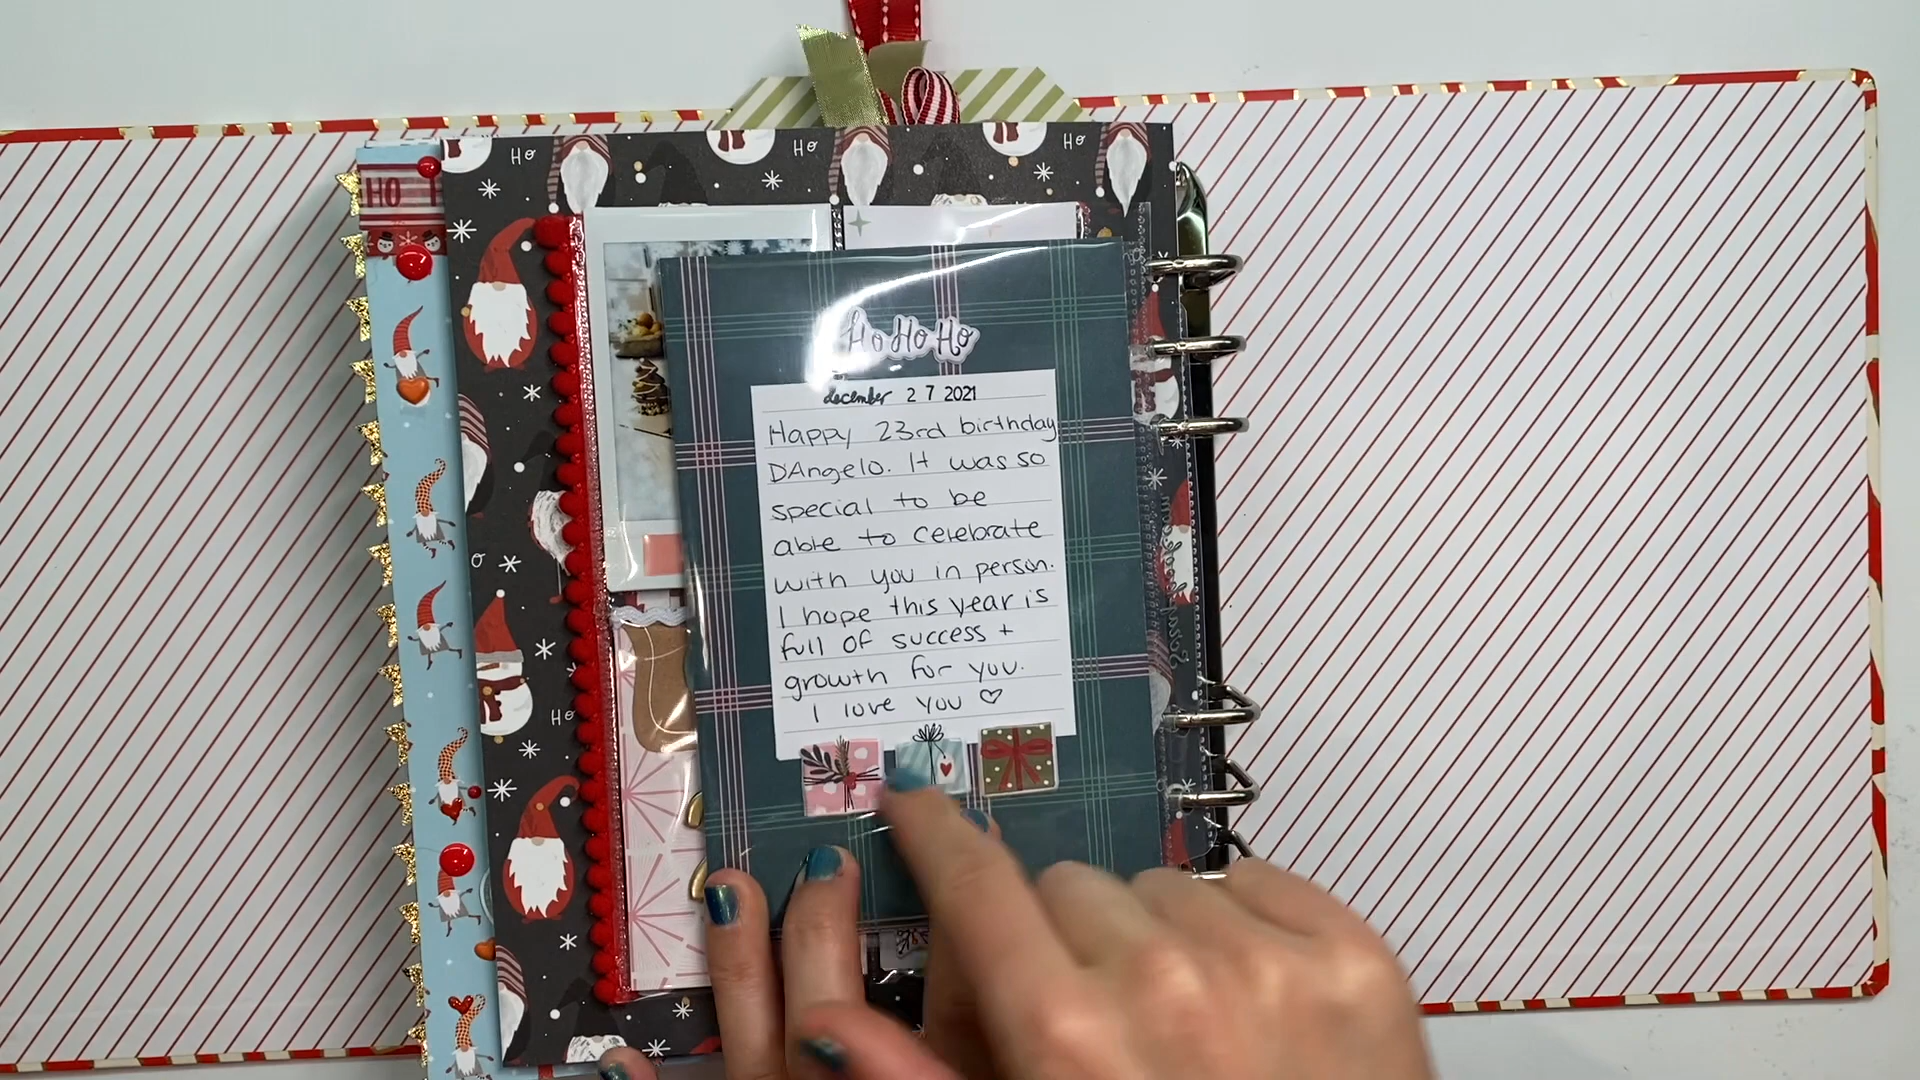 HO
Ho
Ho
Ho
Ho Ho Ho
december 27 2021
Happy 23rd birthday
DAngelo. It was so
special to be
able to celebrate
with you in person.
I hope this year is
full of success +
growth for you.
I love you ♡
Ho